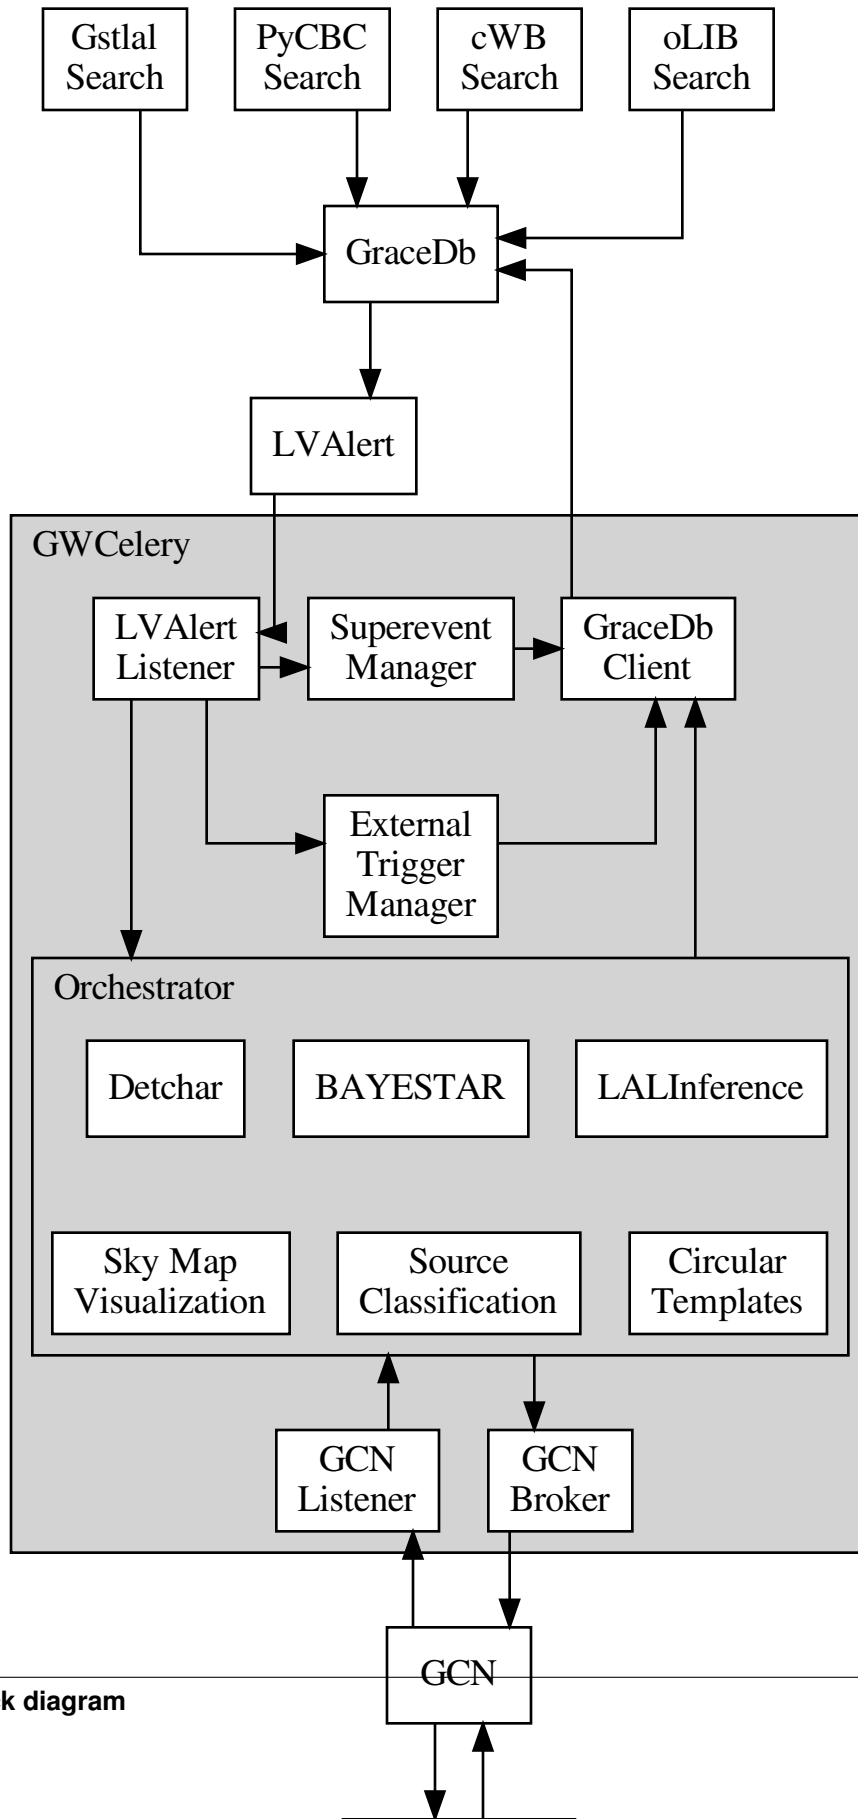 Gstlal
Search
PyCBC
Search
cWB
Search
oLIB
Search
GraceDb
LVAlert
GWCelery
LVAlert
Listener
Superevent
Manager
GraceDb
Client
External
Trigger
Manager
Orchestrator
Detchar
BAYESTAR
LALInference
Sky Map
Visualization
Source
Classification
Circular
Templates
GCN
Listener
GCN
Broker
GCN
k diagram